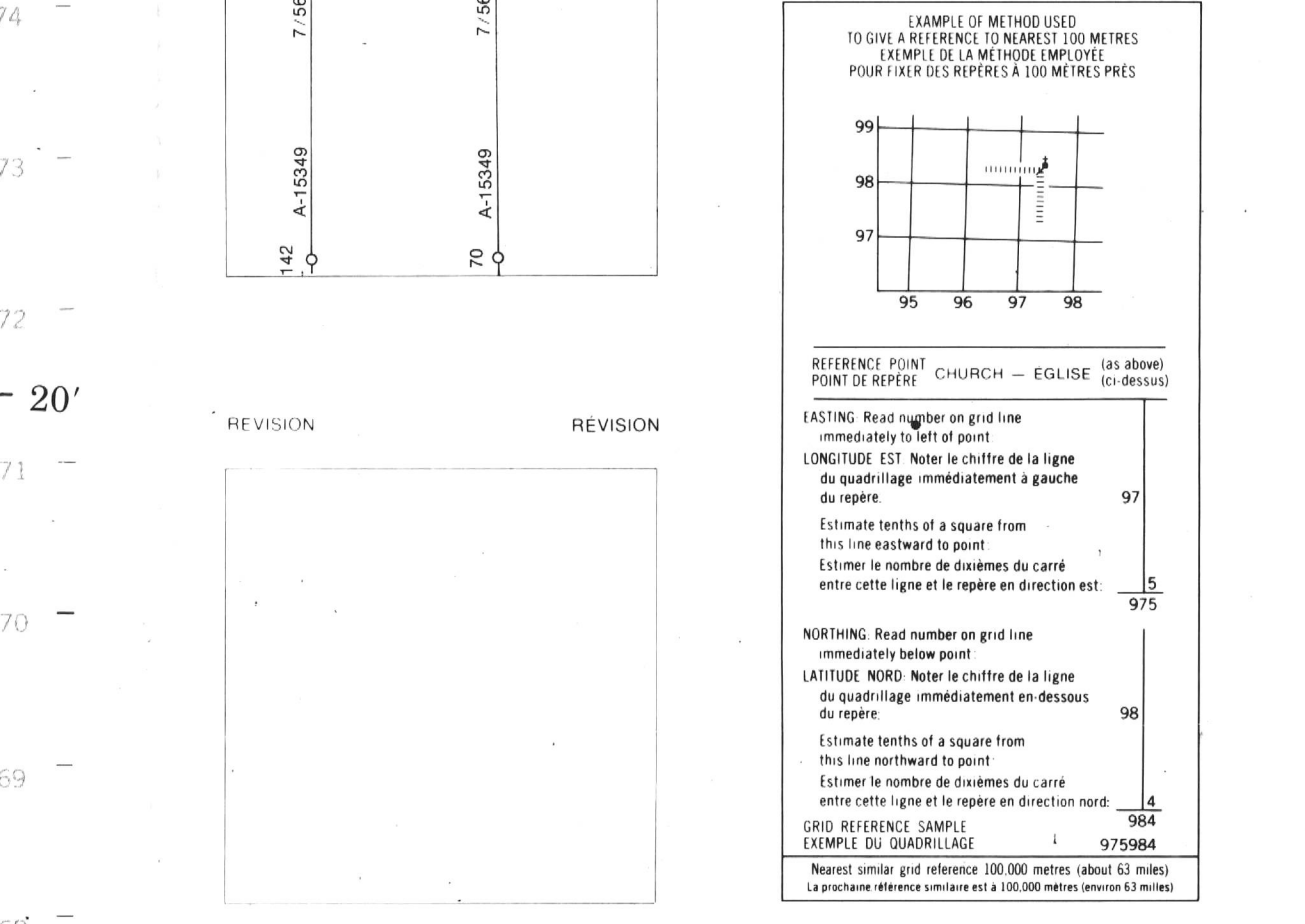 74
73
72
20′
71
70
69
7/56
A-15349
142
7/56
A-15349
70
REVISION
RÉVISION
EXAMPLE OF METHOD USED
TO GIVE A REFERENCE TO NEAREST 100 METRES
EXEMPLE DE LA MÉTHODE EMPLOYÉE
POUR FIXER DES REPÈRES À 100 MÈTRES PRÈS
99
98
97
95 96 97 98
REFERENCE POINT
POINT DE REPÈRE
CHURCH — ÉGLISE
(as above)
(ci-dessus)
EASTING: Read number on grid line
immediately to left of point:
LONGITUDE EST: Noter le chiffre de la ligne
du quadrillage immédiatement à gauche
du repère: 97
Estimate tenths of a square from
this line eastward to point:
Estimer le nombre de dixièmes du carré
entre cette ligne et le repère en direction est: 5
975
NORTHING: Read number on grid line
immediately below point:
LATITUDE NORD: Noter le chiffre de la ligne
du quadrillage immédiatement en-dessous
du repère: 98
Estimate tenths of a square from
this line northward to point:
Estimer le nombre de dixièmes du carré
entre cette ligne et le repère en direction nord: 4
984
GRID REFERENCE SAMPLE
EXEMPLE DU QUADRILLAGE 975984
Nearest similar grid reference 100,000 metres (about 63 miles)
La prochaine référence similaire est à 100,000 mètres (environ 63 milles)